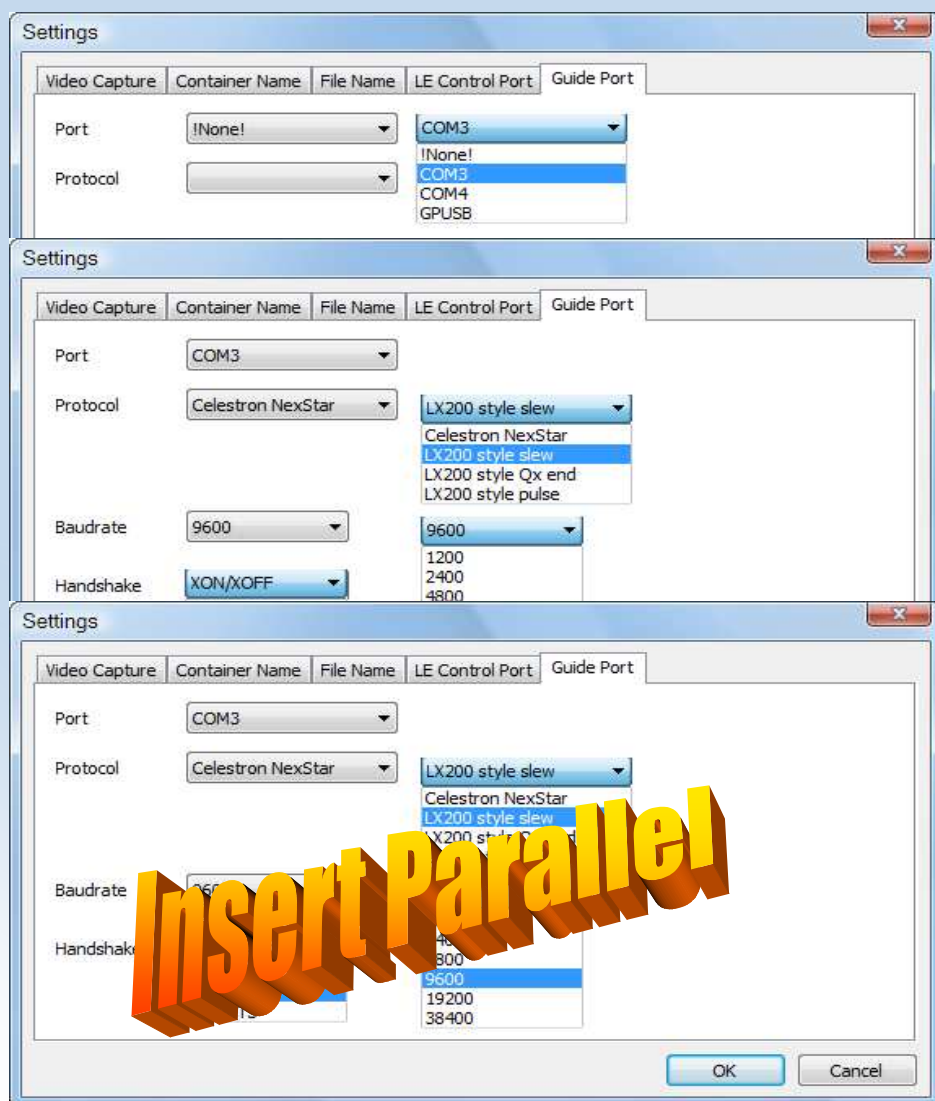 Settings
Video Capture Container Name File Name LE Control Port Guide Port
Port !None! COM3
!None!
Protocol COM3
COM4
GPUSB
Settings
Video Capture Container Name File Name LE Control Port Guide Port
Port COM3
Protocol Celestron NexStar LX200 style slew
Celestron NexStar
LX200 style slew
LX200 style Qx end
LX200 style pulse
Baudrate 9600 9600
1200
2400
Handshake XON/XOFF 4800
Settings
Video Capture Container Name File Name LE Control Port Guide Port
Port COM3
Protocol Celestron NexStar LX200 style slew
Celestron NexStar
LX200 style slew
LX200
Insert Parallel
Baudrate
Handshake
9600
19200
38400
OK Cancel